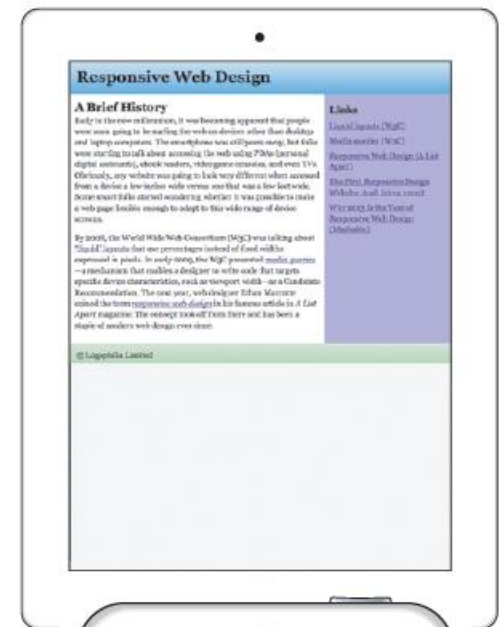 Responsive Web Design
A Brief History
Early in the new millennium, it was becoming apparent that people
were soon going to be surfing the web on devices other than desktop
and laptop computers. The smartphone was still years away, but folks
were starting to talk about accessing the web using PDAs (personal
digital assistants), ebook readers, videogame consoles, and even TVs.
Obviously, any website was going to look very different when accessed
from a device a few inches wide versus one that was a few feet wide.
Some smart folks started wondering whether it was possible to make
a web page flexible enough to adapt to this wide range of device
screens.
By 2008, the World Wide Web Consortium (W3C) was talking about
"liquid" layouts that use percentages instead of fixed widths
expressed in pixels. In early 2009, the W3C presented media queries
—a mechanism that enables a designer to write code that targets
specific device characteristics, such as viewport width—as a Candidate
Recommendation. The next year, web designer Ethan Marcotte
coined the term responsive web design in his famous article in A List
Apart magazine. The concept took off from there and has been a
staple of modern web design ever since.
Links
Liquid layouts (W3C)
Media queries (W3C)
Responsive Web Design (A List
Apart)
The First Responsive Design
Website: Audi (circa 2002)
Why 2013 Is the Year of
Responsive Web Design
(Mashable)
© Logophilia Limited